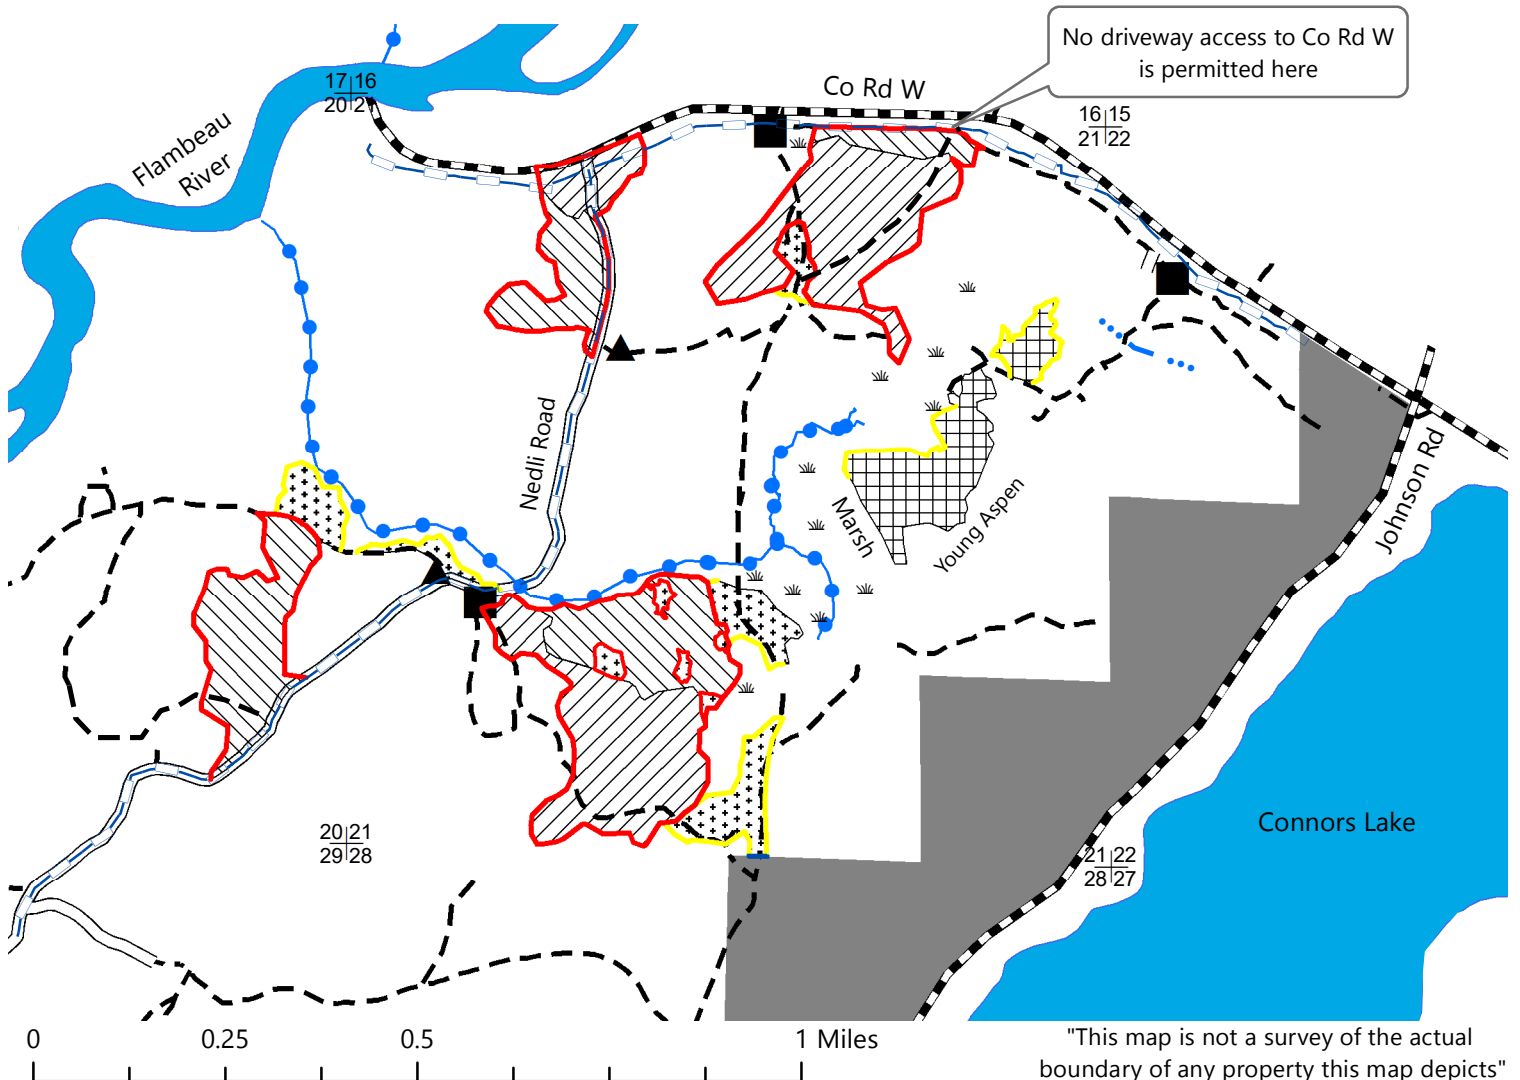 No driveway access to Co Rd W
is permitted here
Co Rd W
17 16
20 2
16 15
21 22
Flambeau
River
Nedli Road
Marsh
Young Aspen
Johnson Rd
Connors Lake
20 21
29 28
21 22
28 27
0 0.25 0.5 1 Miles
"This map is not a survey of the actual
boundary of any property this map depicts"